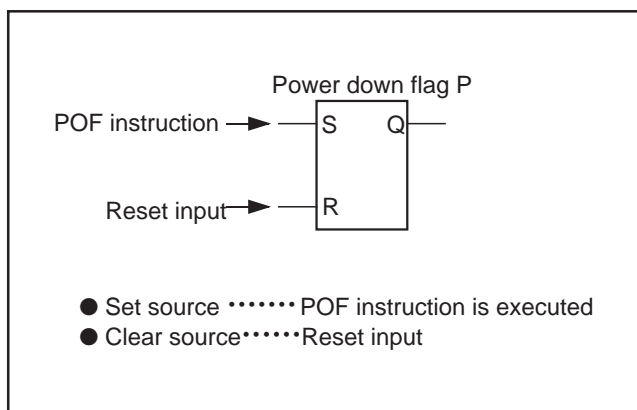 Power down flag P
POF instruction
S Q
Reset input
R
● Set source ······· POF instruction is executed
● Clear source ······ Reset input